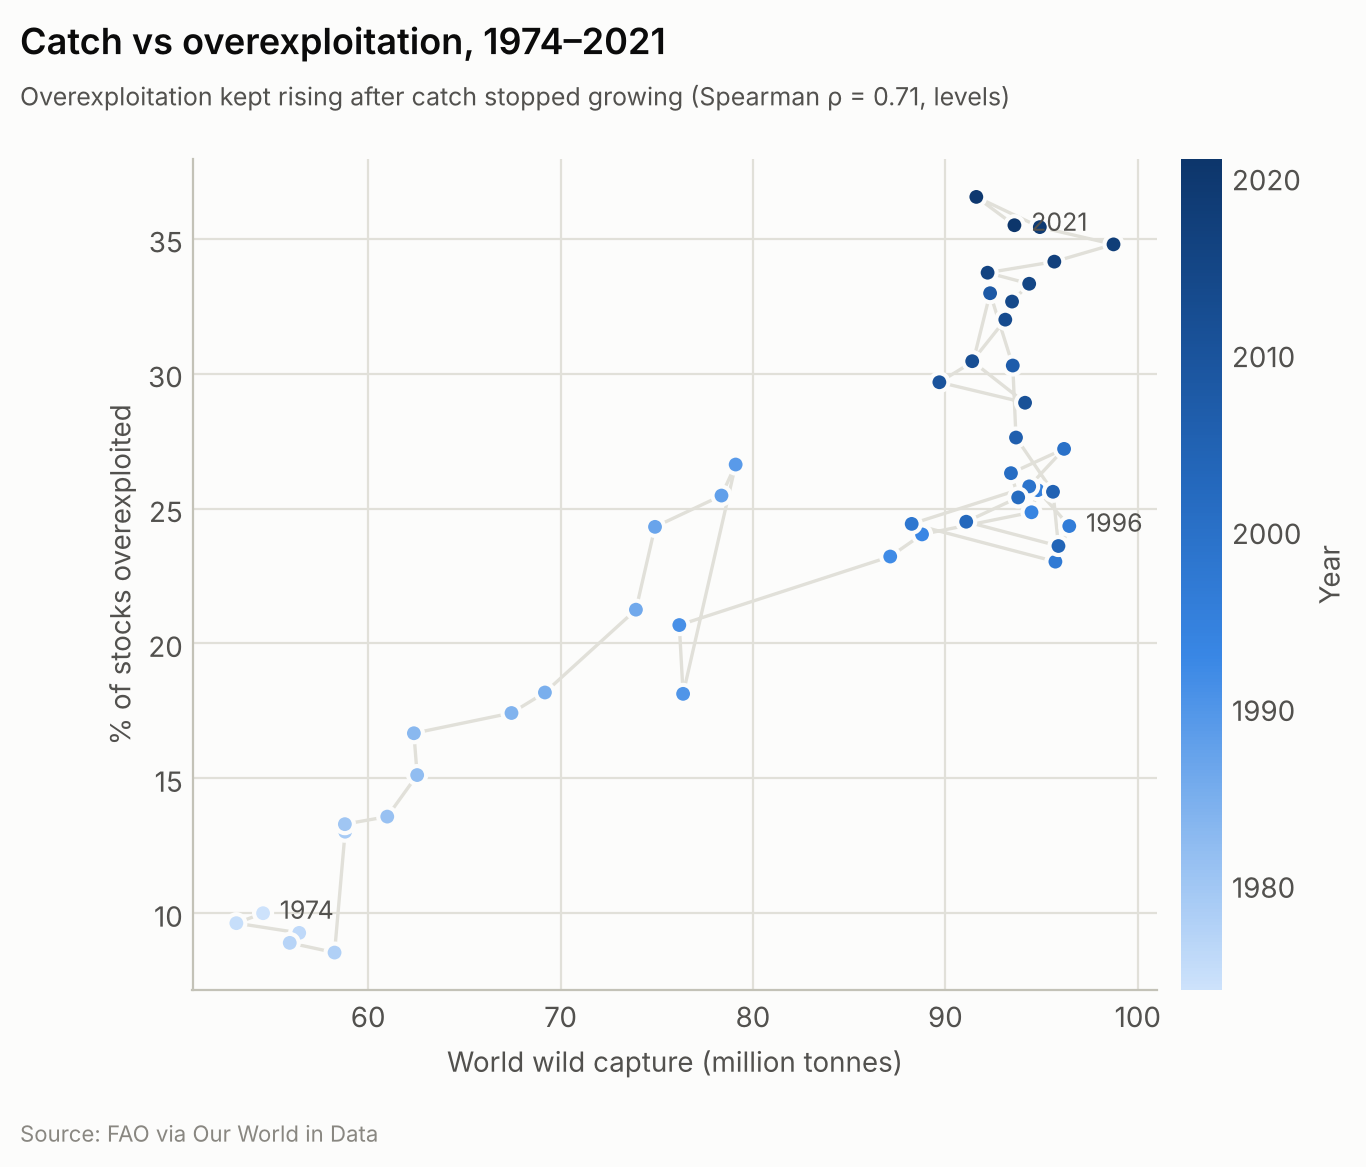 Catch vs overexploitation, 1974–2021
Overexploitation kept rising after catch stopped growing (Spearman ρ = 0.71, levels)
2020
2021
35
2010
30
% of stocks overexploited
25
1996
2000
Year
20
1990
15
1980
10
1974
60 70 80 90 100
World wild capture (million tonnes)
Source: FAO via Our World in Data